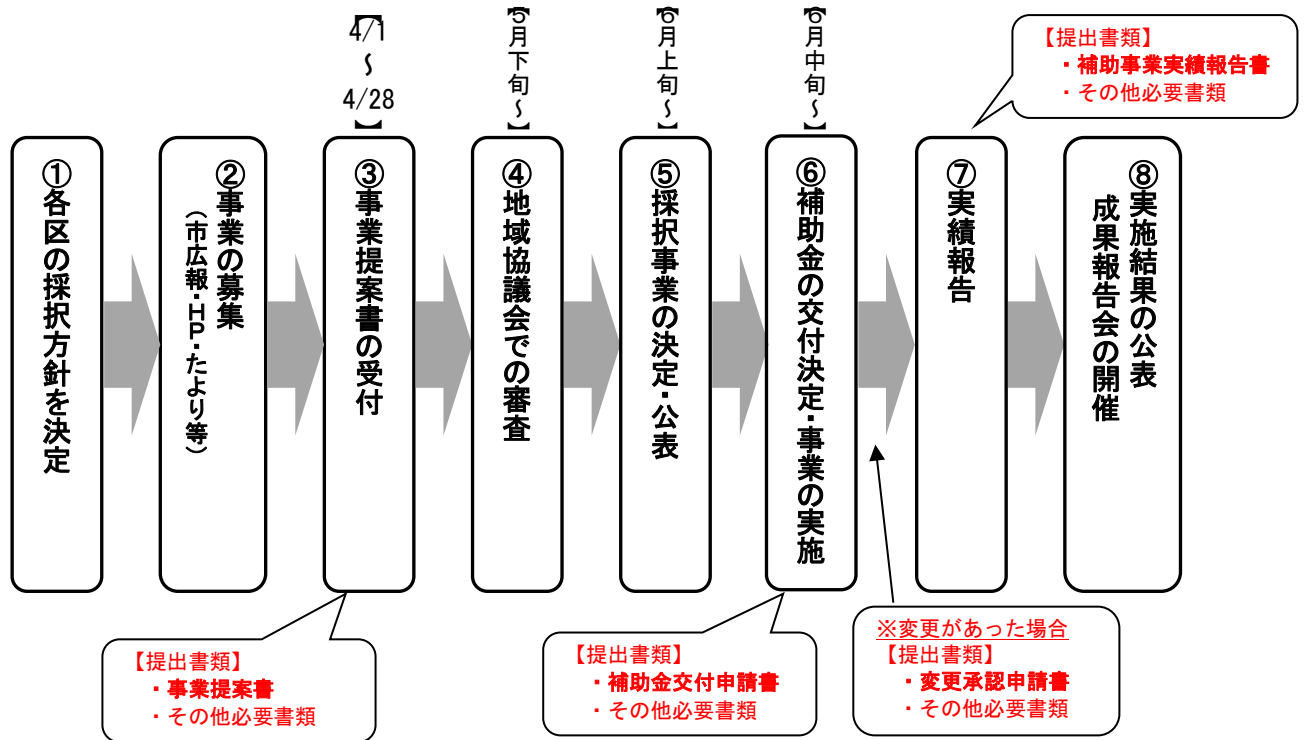 【4/1
～
4/28】
【5月下旬～】
【6月上旬～】
【6月中旬～】
【提出書類】
・補助事業実績報告書
・その他必要書類
①各区の採択方針を決定
②事業の募集
（市広報・HP・たより等）
③事業提案書の受付
④地域協議会での審査
⑤採択事業の決定・公表
⑥補助金の交付決定・事業の実施
⑦実績報告
⑧実施結果の公表
成果報告会の開催
【提出書類】
・事業提案書
・その他必要書類
【提出書類】
・補助金交付申請書
・その他必要書類
※変更があった場合
【提出書類】
・変更承認申請書
・その他必要書類